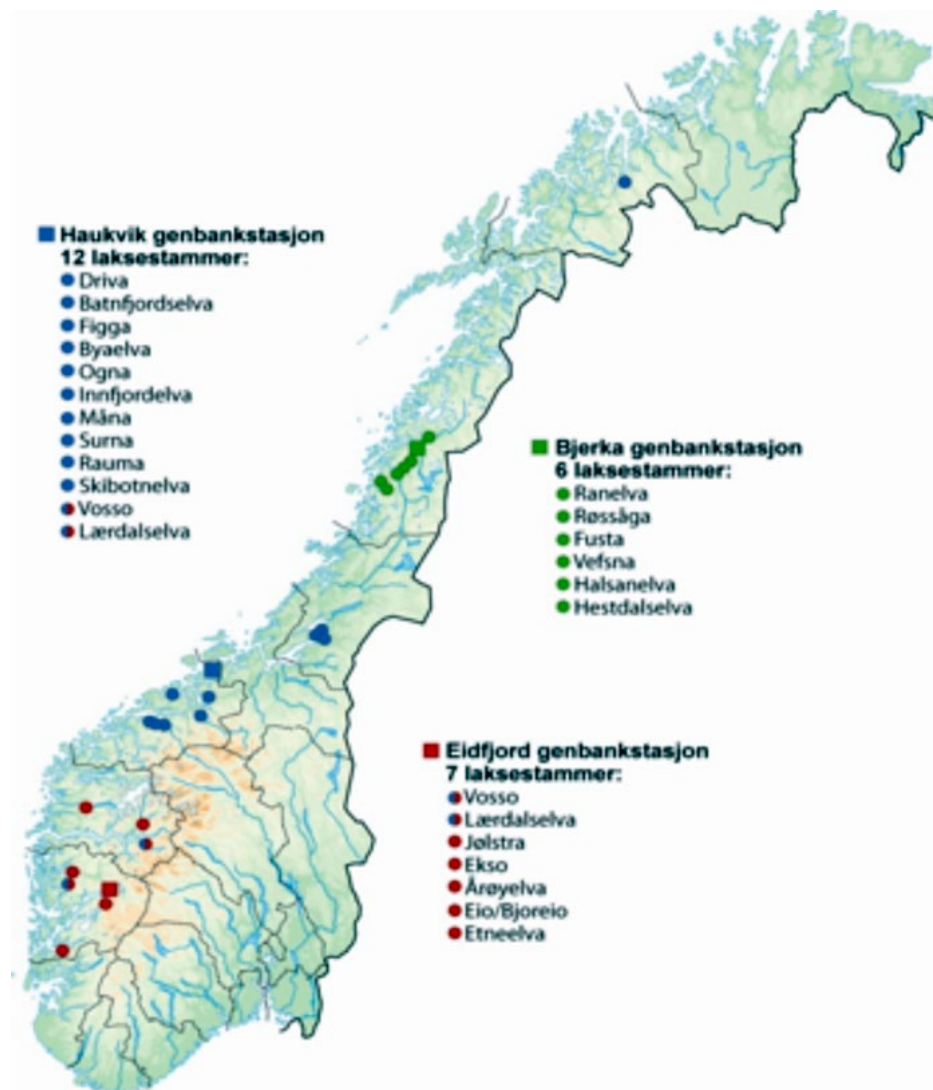 Haukvik genbankstasjon
12 laksestammer:
Driva
Batnfjordselva
Figga
Byaelva
Ogna
Innfjordelva
Måna
Surna
Rauma
Skibotnelva
Vosso
Lærdalselva
Bjerka genbankstasjon
6 laksestammer:
Ranelva
Røssåga
Fusta
Vefsna
Halsanelva
Hestdalselva
Eidfjord genbankstasjon
7 laksestammer:
Vosso
Lærdalselva
Jølstra
Ekso
Årøyelva
Eio/Bjoreio
Etneelva